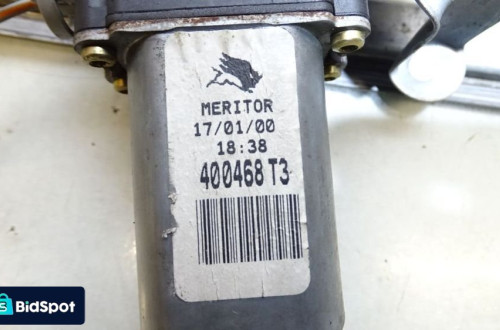 MERITOR
17/01/00
18:38
400468 T3
BidSpot